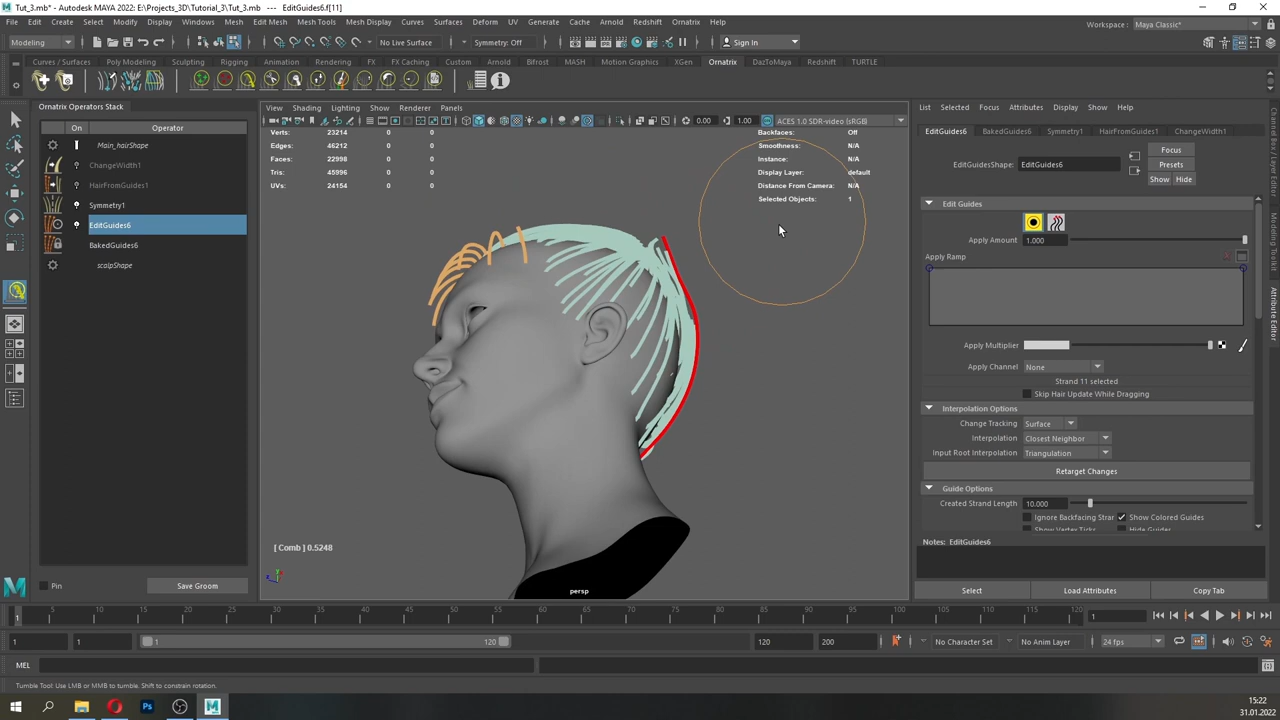 Tut_3.mb* - Autodesk MAYA 2022: E:\Projects_3D\Tutorial_3\Tut_3.mb* --- EditGuides6.f[11]
File Edit Create Select Modify Display Windows Mesh Edit Mesh Mesh Tools Mesh Display Curves Surfaces Deform UV Generate Cache Arnold Redshift Ornatrix Help
Workspace : Maya Classic*
Modeling No Live Surface Symmetry: Off Sign In
Curves / Surfaces Poly Modeling Sculpting Rigging Animation Rendering FX FX Caching Custom Arnold Bifrost MASH Motion Graphics XGen Ornatrix DazToMaya Redshift TURTLE
Ornatrix Operators Stack
On Operator
Main_hairShape
ChangeWidth1
HairFromGuides1
Symmetry1
EditGuides6
BakedGuides6
scalpShape
Pin Save Groom
View Shading Lighting Show Renderer Panels
0.00 1.00 ACES 1.0 SDR-video (sRGB)
Verts: 23214 0 0
Edges: 46212 0 0
Faces: 22998 0 0
Tris: 45996 0 0
UVs: 24154 0 0
Backfaces: Off
Smoothness: N/A
Instance: N/A
Display Layer: default
Distance From Camera: N/A
Selected Objects: 1
[ Comb ] 0.5248
persp
List Selected Focus Attributes Display Show Help
EditGuides6 BakedGuides6 Symmetry1 HairFromGuides1 ChangeWidth1
EditGuidesShape: EditGuides6
Focus
Presets
Show Hide
Edit Guides
Apply Amount 1.000
Apply Ramp
Apply Multiplier
Apply Channel None
Strand 11 selected
Skip Hair Update While Dragging
Interpolation Options
Change Tracking Surface
Interpolation Closest Neighbor
Input Root Interpolation Triangulation
Retarget Changes
Guide Options
Created Strand Length 10.000
Ignore Backfacing Strar Show Colored Guides
Show Vertex Ticks Hide Guides
Notes: EditGuides6
Select Load Attributes Copy Tab
Channel Box / Layer Editor
Modeling Toolkit
Attribute Editor
5 10 15 20 25 30 35 40 45 50 55 60 65 70 75 80 85 90 95 100 105 110 115 120
1
1
1 1 1 120 120 200 No Character Set No Anim Layer 24 fps
MEL
Tumble Tool: Use LMB or MMB to tumble. Shift to constrain rotation.
15:22
31.01.2022